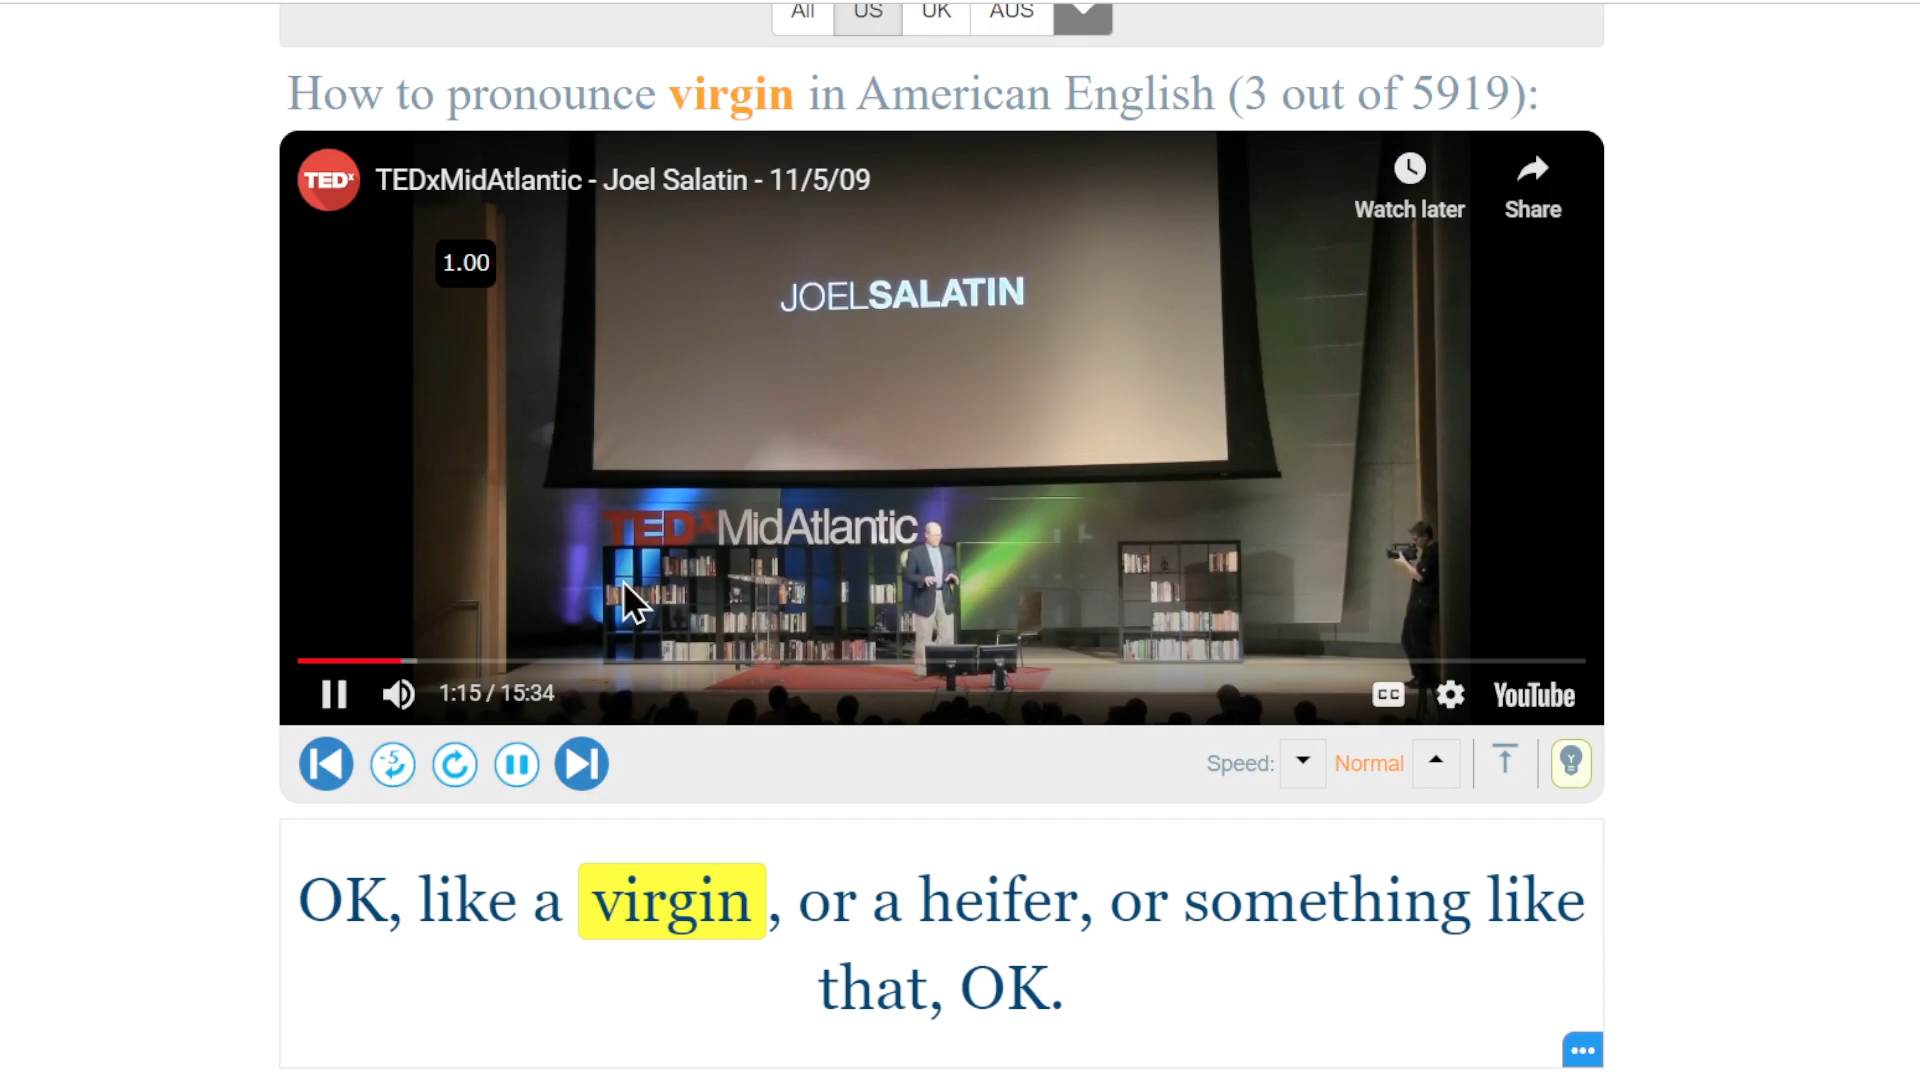 All US UK AUS
How to pronounce virgin in American English (3 out of 5919):
TEDx TEDxMidAtlantic - Joel Salatin - 11/5/09
Watch later Share
1.00
JOELSALATIN
TEDxMidAtlantic
1:15 / 15:34
CC YouTube
-5 Speed: Normal
OK, like a virgin, or a heifer, or something like
that, OK.